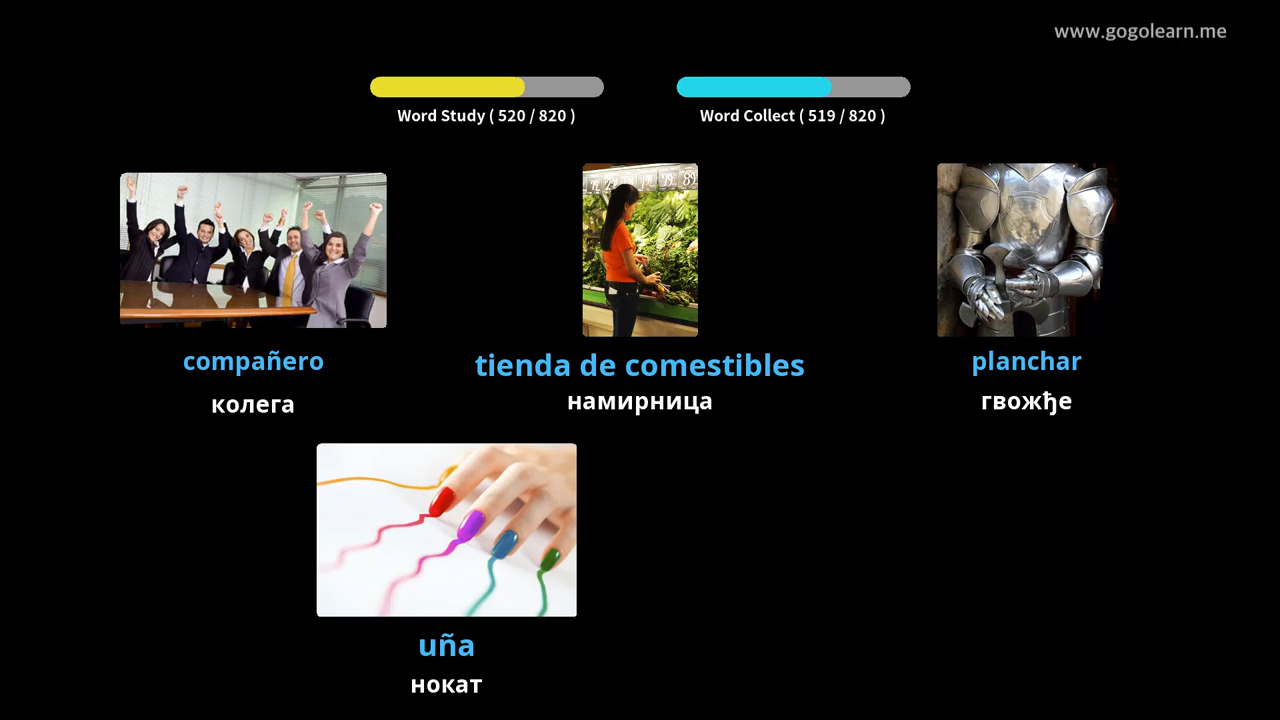 www.gogolearn.me
Word Study ( 520 / 820 )
Word Collect ( 519 / 820 )
compañero
колега
tienda de comestibles
намирница
planchar
гвожђе
uña
нокат